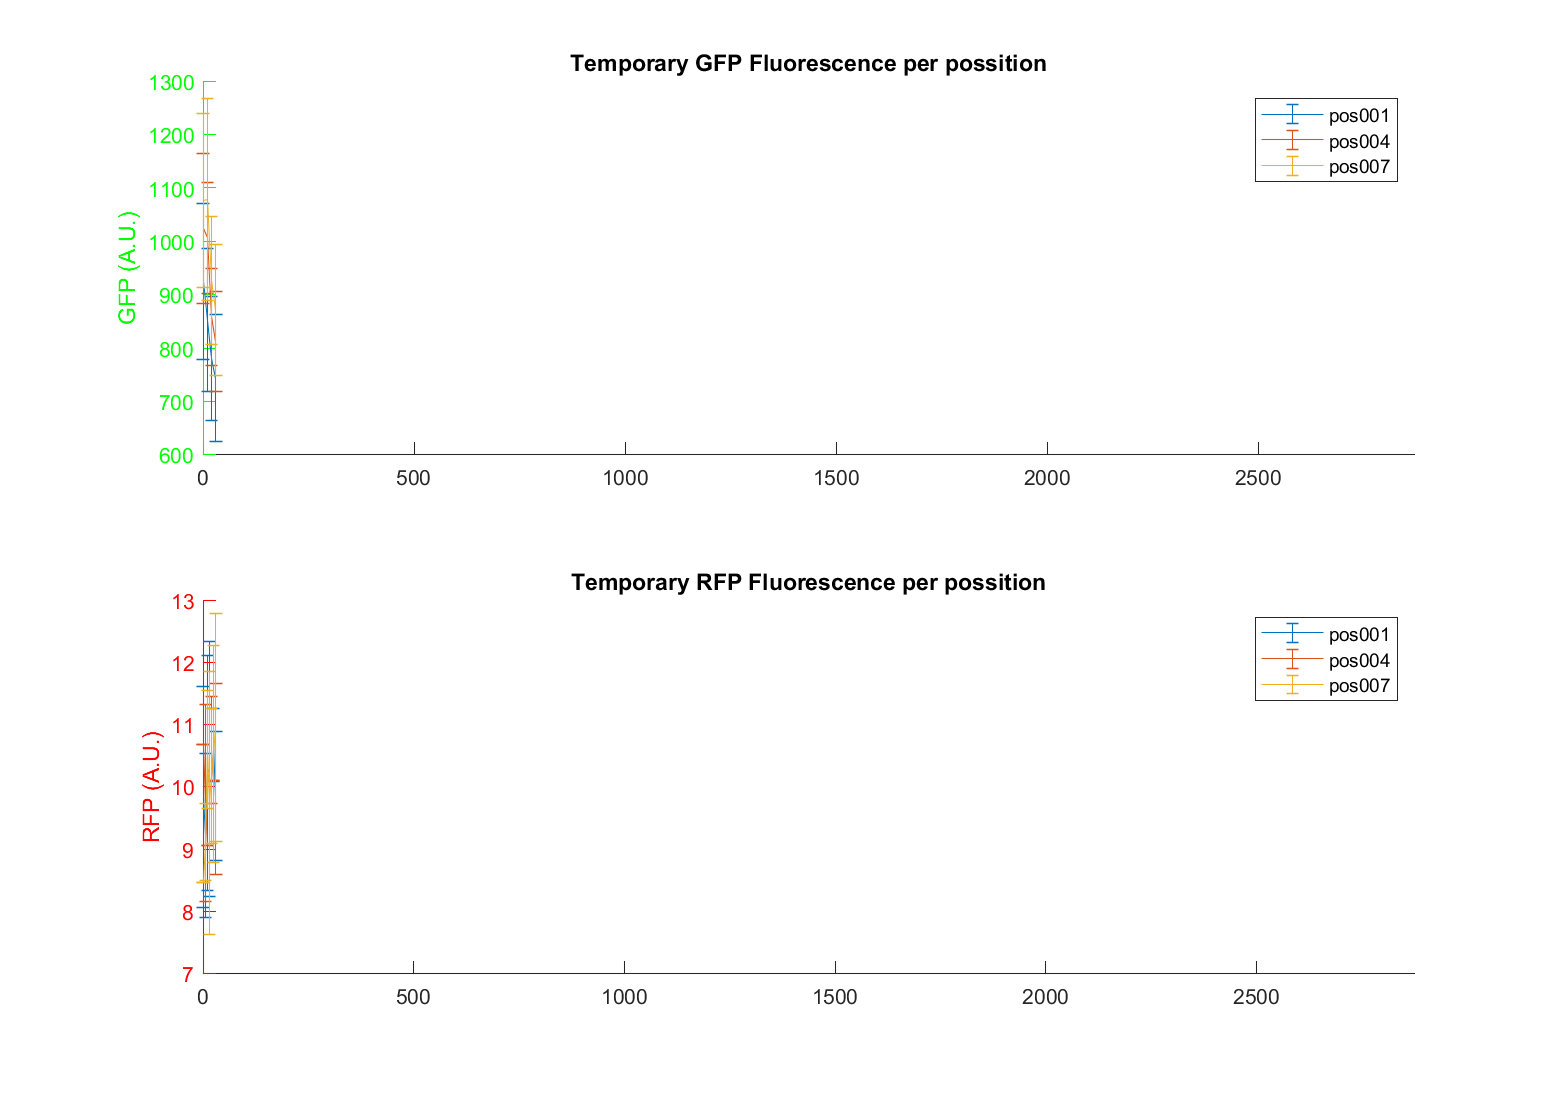 Temporary GFP Fluorescence per possition
1300
1200
1100
1000
900
800
700
600
GFP (A.U.)
pos001
pos004
pos007
0 500 1000 1500 2000 2500
Temporary RFP Fluorescence per possition
13
12
11
10
9
8
7
RFP (A.U.)
pos001
pos004
pos007
0 500 1000 1500 2000 2500